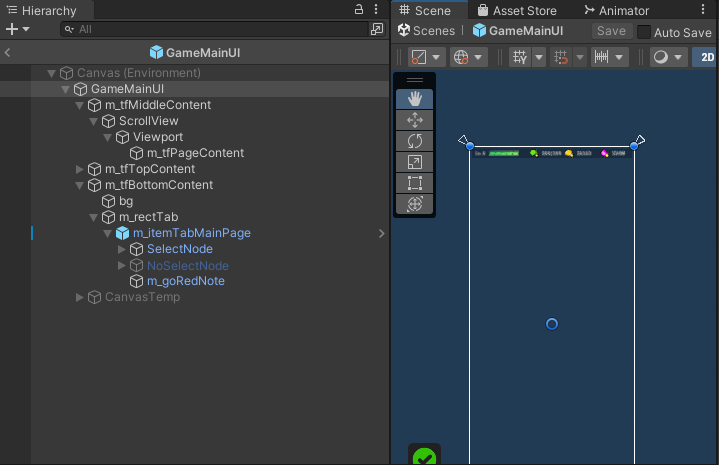 Hierarchy
All
GameMainUI
Canvas (Environment)
GameMainUI
m_tfMiddleContent
ScrollView
Viewport
m_tfPageContent
m_tfTopContent
m_tfBottomContent
bg
m_rectTab
m_itemTabMainPage
SelectNode
NoSelectNode
m_goRedNote
CanvasTemp
Scene Asset Store Animator
Scenes GameMainUI Save Auto Save
2D